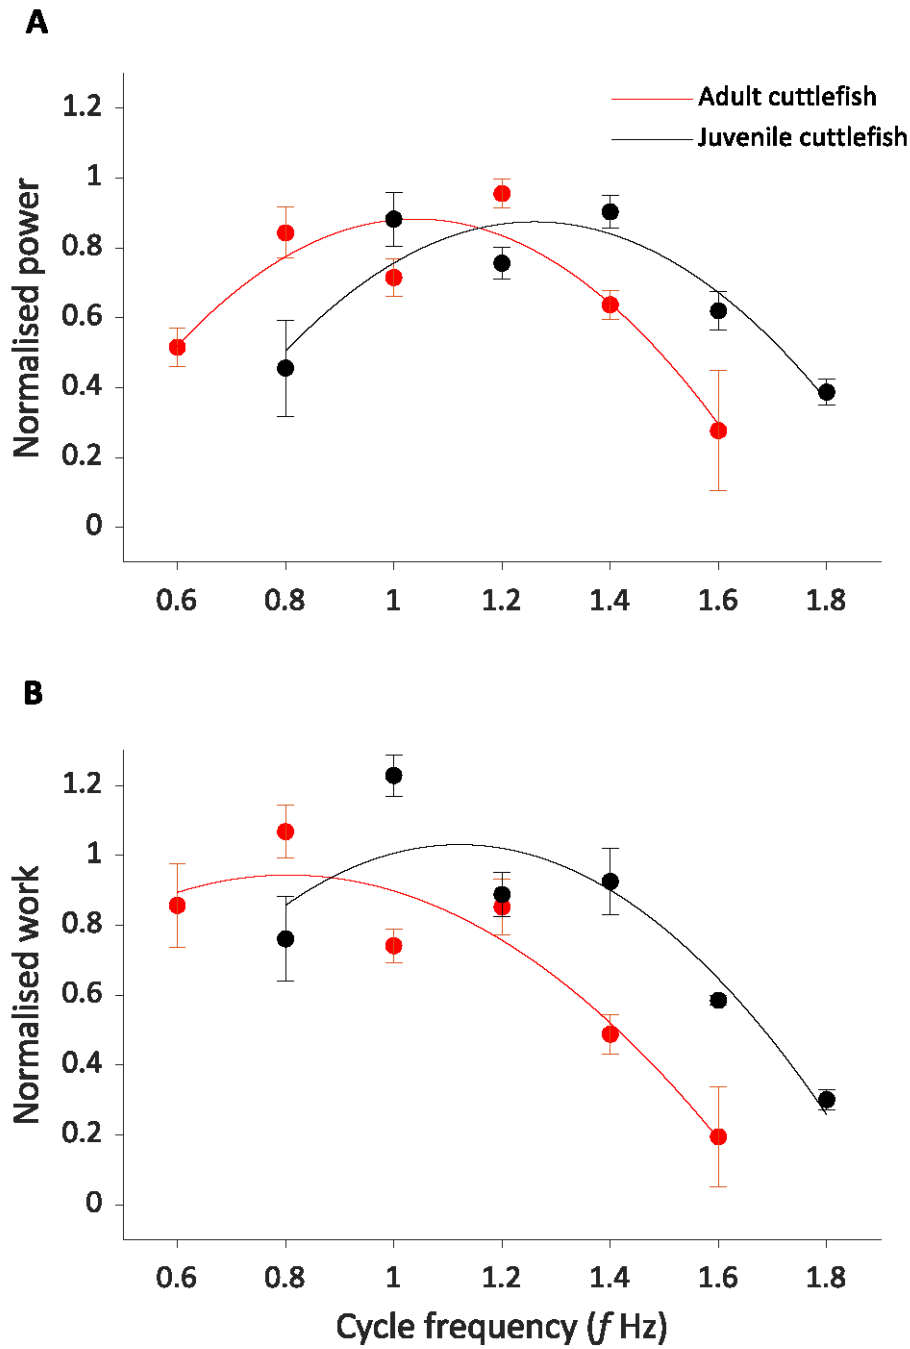 A
1.2
1
0.8
0.6
0.4
0.2
0
Normalised power
Adult cuttlefish
Juvenile cuttlefish
0.6 0.8 1 1.2 1.4 1.6 1.8
B
1.2
1
0.8
0.6
0.4
0.2
0
Normalised work
0.6 0.8 1 1.2 1.4 1.6 1.8
Cycle frequency (f Hz)